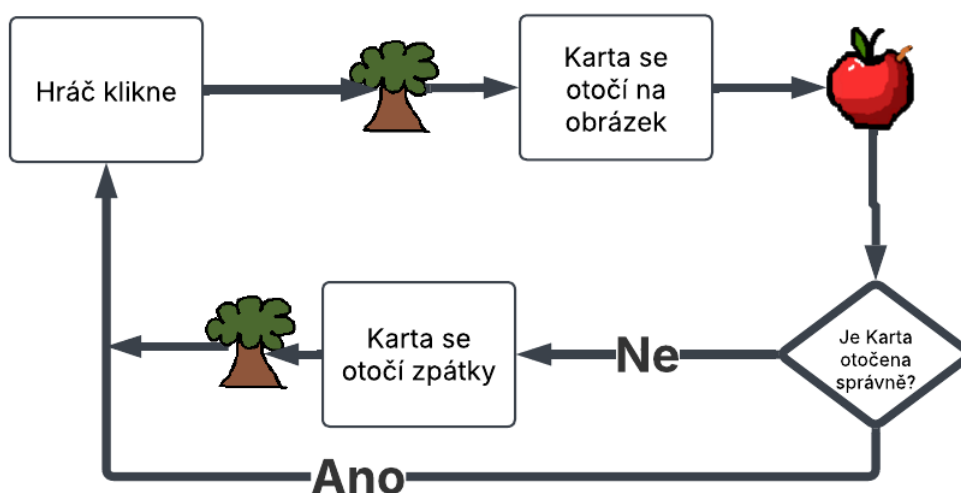 Hráč klikne
Karta se
otočí na
obrázek
Je Karta
otočena
správně?
Ne
Karta se
otočí zpátky
Ano